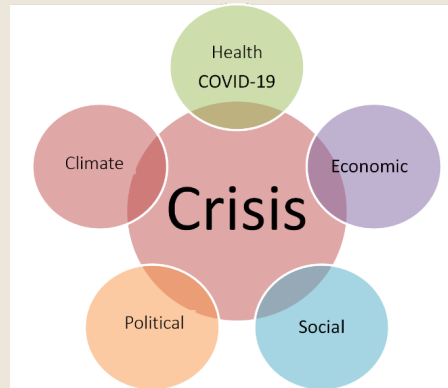 Health
COVID-19
Climate
Economic
Crisis
Political
Social